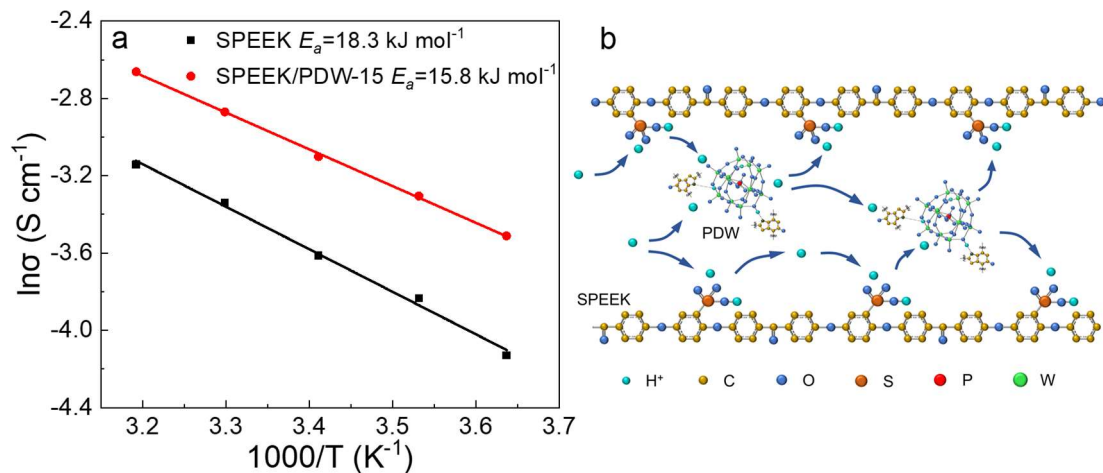 a
SPEEK Eₐ=18.3 kJ mol⁻¹
SPEEK/PDW-15 Eₐ=15.8 kJ mol⁻¹
-2.4
-2.8
-3.2
-3.6
-4.0
-4.4
lnσ (S cm⁻¹)
3.2
3.3
3.4
3.5
3.6
3.7
1000/T (K⁻¹)
b
PDW
SPEEK
H⁺
C
O
S
P
W